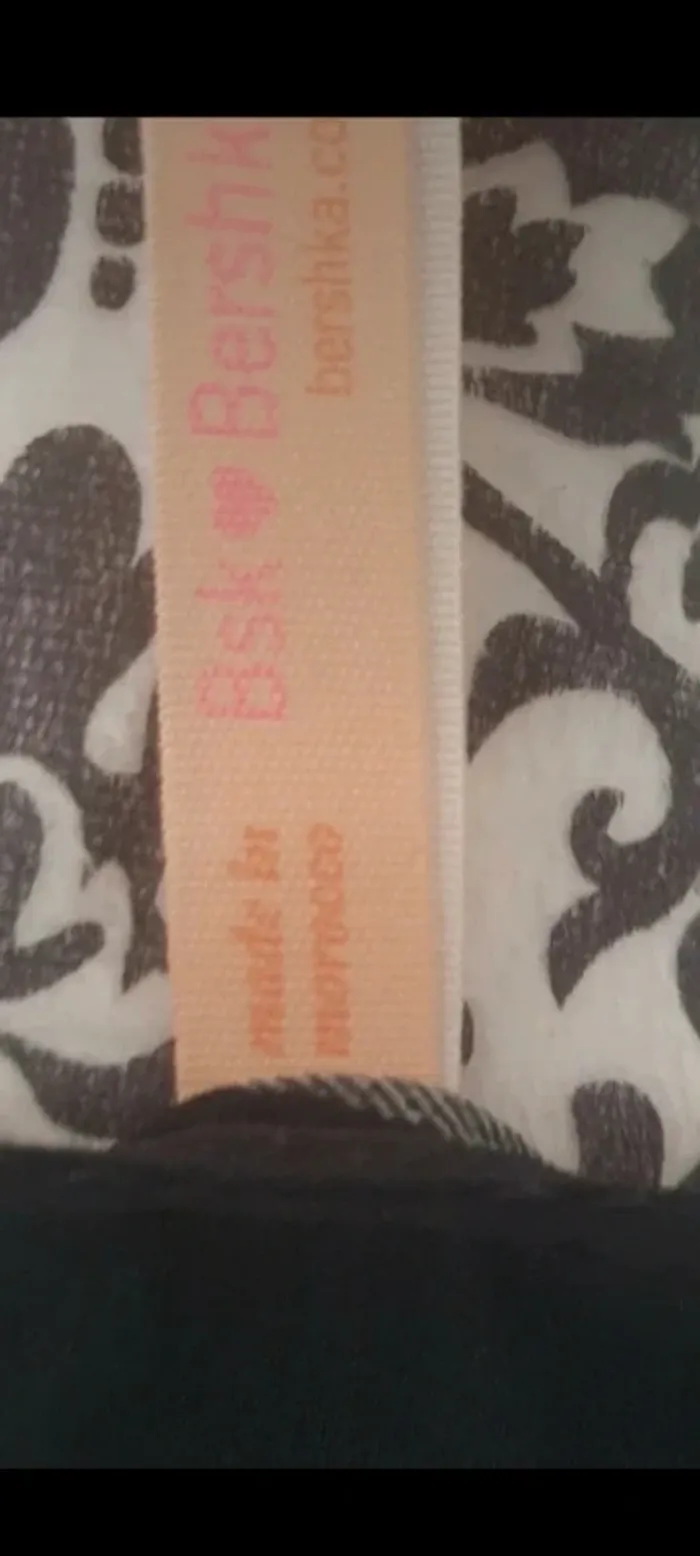 Bsk ♥ Bershk
bershka.co
made in
morocco